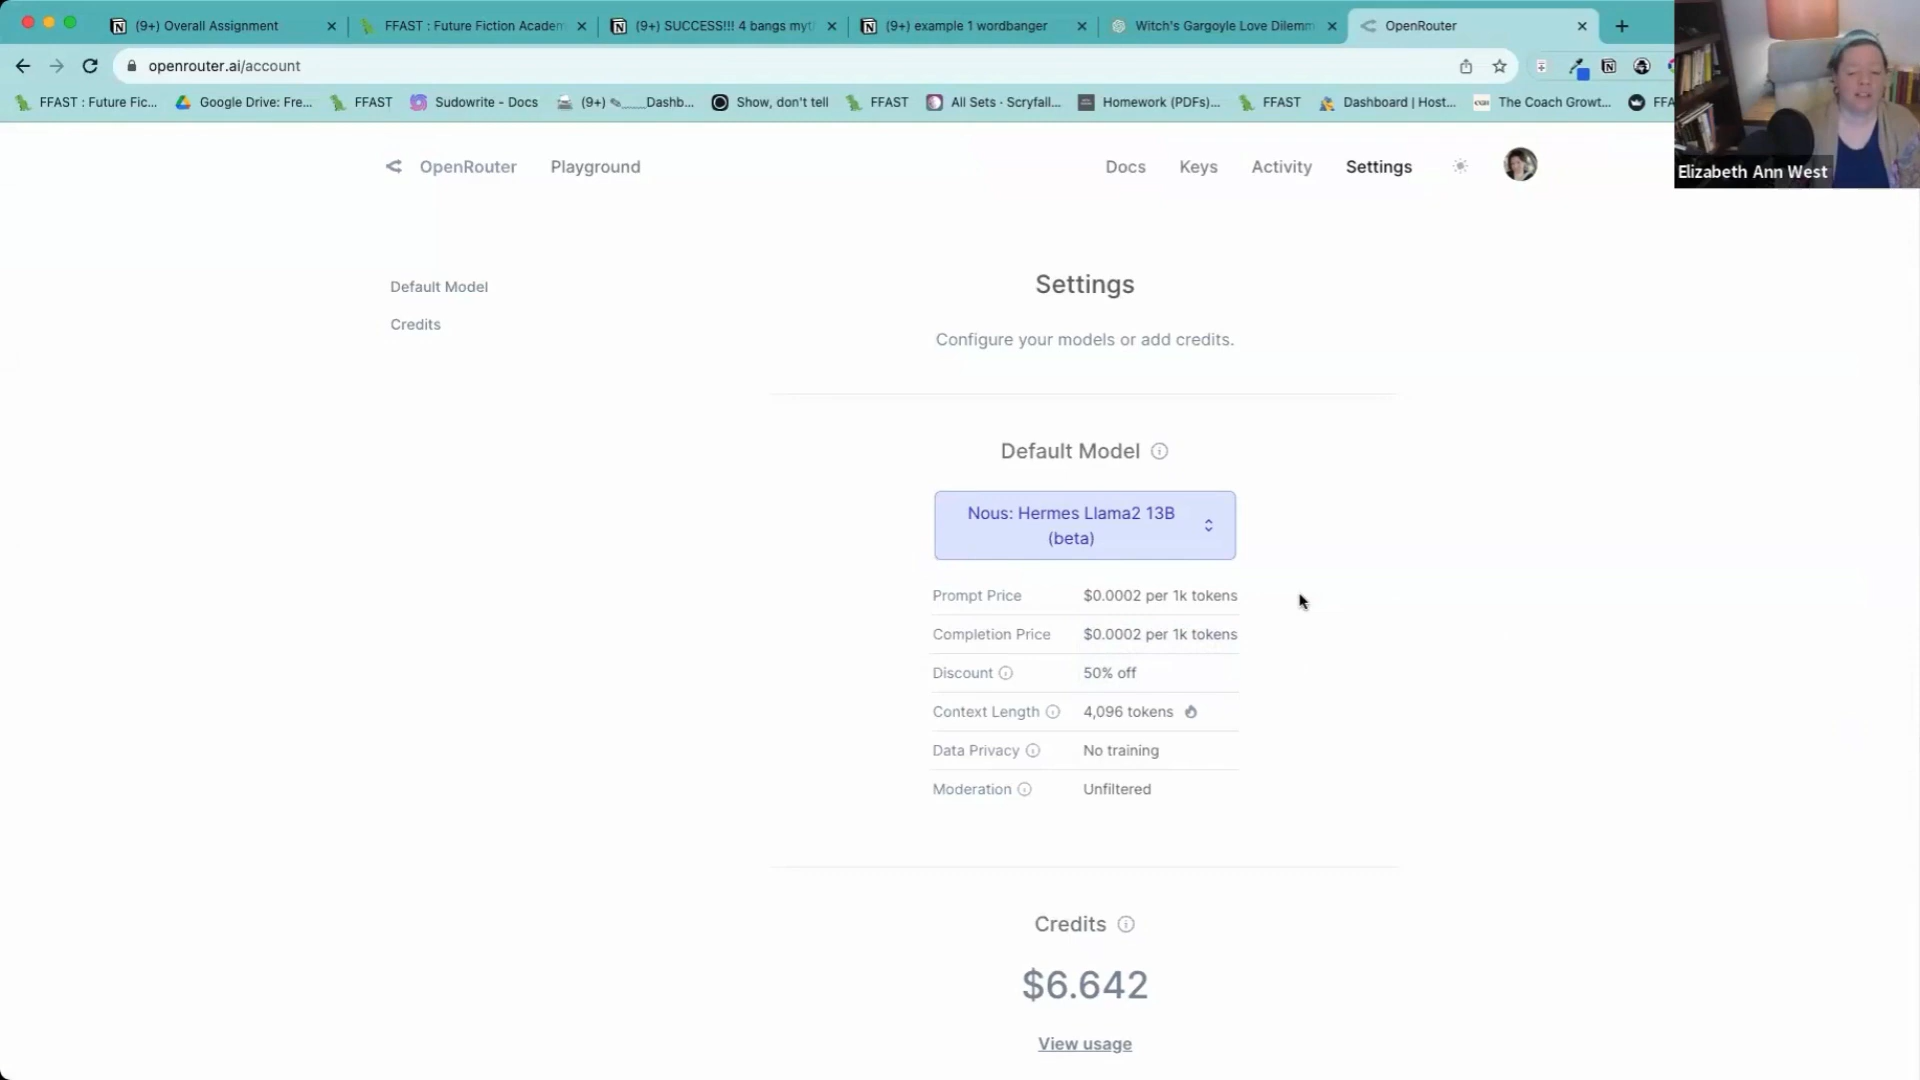 (9+) Overall Assignment
FFAST : Future Fiction Academ
(9+) SUCCESS!!! 4 bangs myt
(9+) example 1 wordbanger
Witch's Gargoyle Love Dilemm
OpenRouter
openrouter.ai/account
FFAST : Future Fic...
Google Drive: Fre...
FFAST
Sudowrite - Docs
(9+) ✎____Dashb...
Show, don't tell
FFAST
All Sets · Scryfall...
Homework (PDFs)...
FFAST
Dashboard | Host...
The Coach Growt...
FFA
Elizabeth Ann West
OpenRouter
Playground
Docs
Keys
Activity
Settings
Default Model
Credits
Settings
Configure your models or add credits.
Default Model
Nous: Hermes Llama2 13B
(beta)
Prompt Price $0.0002 per 1k tokens
Completion Price $0.0002 per 1k tokens
Discount 50% off
Context Length 4,096 tokens
Data Privacy No training
Moderation Unfiltered
Credits
$6.642
View usage